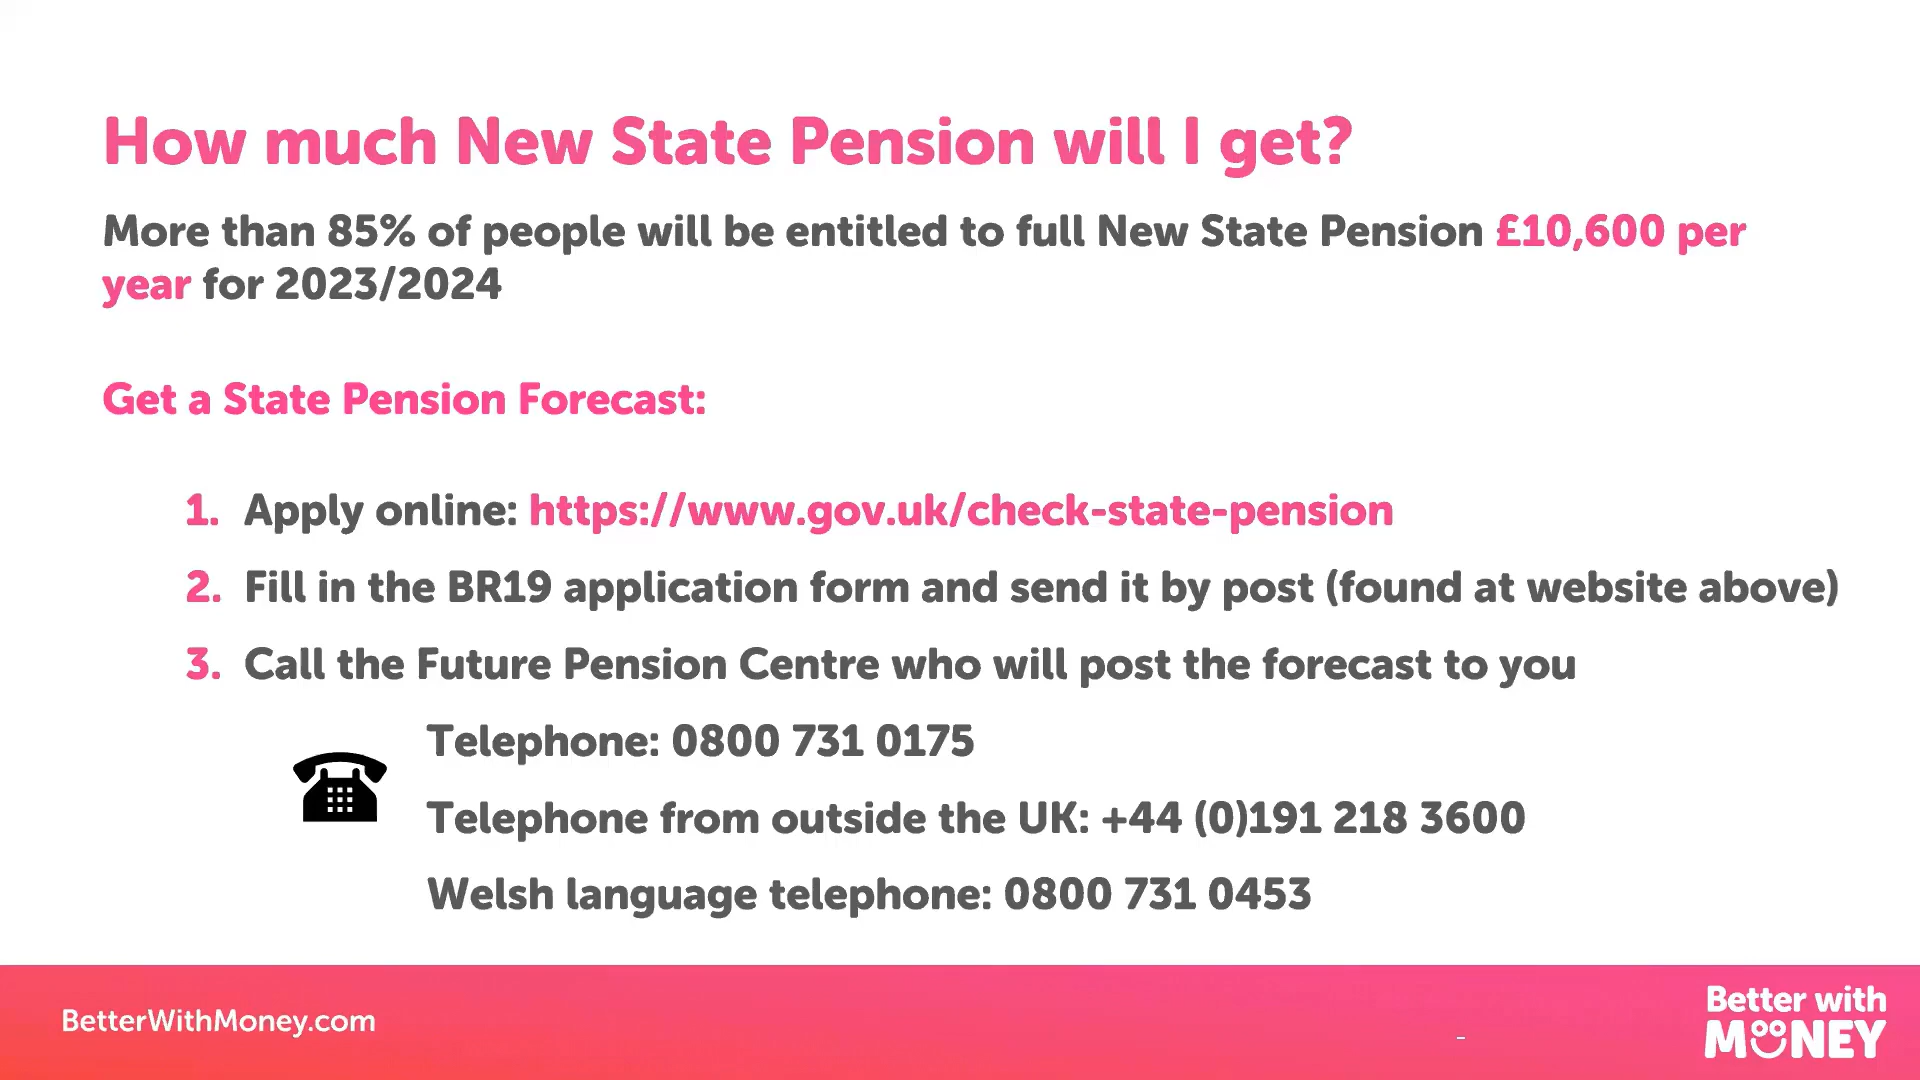 How much New State Pension will I get?
More than 85% of people will be entitled to full New State Pension £10,600 per
year for 2023/2024
Get a State Pension Forecast:
1. Apply online: https://www.gov.uk/check-state-pension
2. Fill in the BR19 application form and send it by post (found at website above)
3. Call the Future Pension Centre who will post the forecast to you
Telephone: 0800 731 0175
Telephone from outside the UK: +44 (0)191 218 3600
Welsh language telephone: 0800 731 0453
BetterWithMoney.com
-
Better with
MONEY